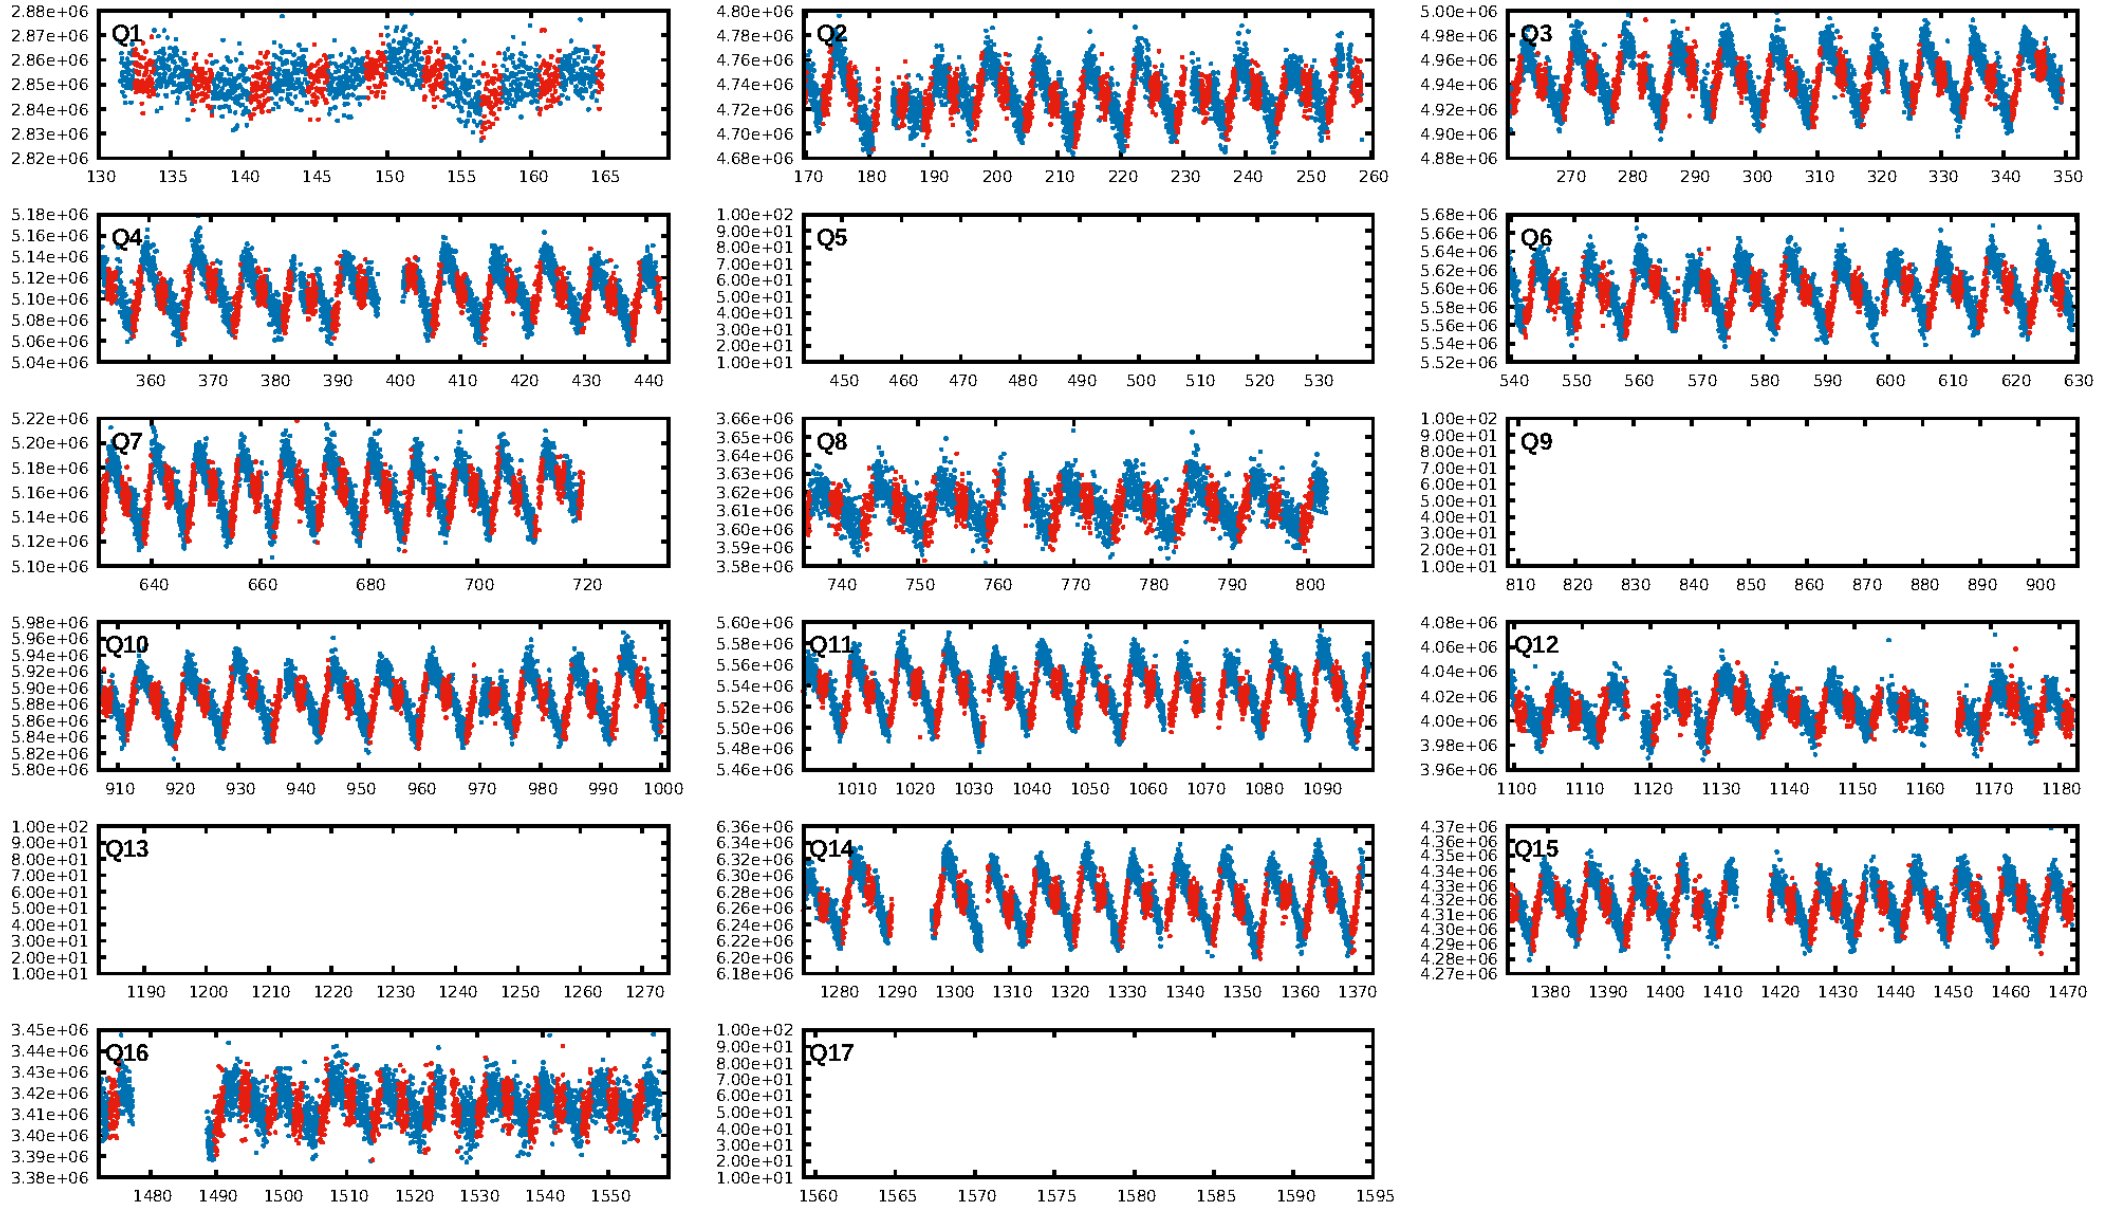 2.88e+06 2.87e+06 2.86e+06 2.85e+06 2.84e+06 2.83e+06 2.82e+06
Q1
130 135 140 145 150 155 160 165
4.80e+06 4.78e+06 4.76e+06 4.74e+06 4.72e+06 4.70e+06 4.68e+06
Q2
170 180 190 200 210 220 230 240 250 260
5.00e+06 4.98e+06 4.96e+06 4.94e+06 4.92e+06 4.90e+06 4.88e+06
Q3
270 280 290 300 310 320 330 340 350
5.18e+06 5.16e+06 5.14e+06 5.12e+06 5.10e+06 5.08e+06 5.06e+06 5.04e+06
Q4
360 370 380 390 400 410 420 430 440
1.00e+02 9.00e+01 8.00e+01 7.00e+01 6.00e+01 5.00e+01 4.00e+01 3.00e+01 2.00e+01 1.00e+01
Q5
450 460 470 480 490 500 510 520 530
5.68e+06 5.66e+06 5.64e+06 5.62e+06 5.60e+06 5.58e+06 5.56e+06 5.54e+06 5.52e+06
Q6
540 550 560 570 580 590 600 610 620 630
5.22e+06 5.20e+06 5.18e+06 5.16e+06 5.14e+06 5.12e+06 5.10e+06
Q7
640 660 680 700 720
3.66e+06 3.65e+06 3.64e+06 3.63e+06 3.62e+06 3.61e+06 3.60e+06 3.59e+06 3.58e+06
Q8
740 750 760 770 780 790 800
1.00e+02 9.00e+01 8.00e+01 7.00e+01 6.00e+01 5.00e+01 4.00e+01 3.00e+01 2.00e+01 1.00e+01
Q9
810 820 830 840 850 860 870 880 890 900
5.98e+06 5.96e+06 5.94e+06 5.92e+06 5.90e+06 5.88e+06 5.86e+06 5.84e+06 5.82e+06 5.80e+06
Q10
910 920 930 940 950 960 970 980 990 1000
5.60e+06 5.58e+06 5.56e+06 5.54e+06 5.52e+06 5.50e+06 5.48e+06 5.46e+06
Q11
1010 1020 1030 1040 1050 1060 1070 1080 1090
4.08e+06 4.06e+06 4.04e+06 4.02e+06 4.00e+06 3.98e+06 3.96e+06
Q12
1100 1110 1120 1130 1140 1150 1160 1170 1180
1.00e+02 9.00e+01 8.00e+01 7.00e+01 6.00e+01 5.00e+01 4.00e+01 3.00e+01 2.00e+01 1.00e+01
Q13
1190 1200 1210 1220 1230 1240 1250 1260 1270
6.36e+06 6.34e+06 6.32e+06 6.30e+06 6.28e+06 6.26e+06 6.24e+06 6.22e+06 6.20e+06 6.18e+06
Q14
1280 1290 1300 1310 1320 1330 1340 1350 1360 1370
4.37e+06 4.36e+06 4.35e+06 4.34e+06 4.33e+06 4.32e+06 4.31e+06 4.30e+06 4.29e+06 4.28e+06 4.27e+06
Q15
1380 1390 1400 1410 1420 1430 1440 1450 1460 1470
3.45e+06 3.44e+06 3.43e+06 3.42e+06 3.41e+06 3.40e+06 3.39e+06 3.38e+06
Q16
1480 1490 1500 1510 1520 1530 1540 1550
1.00e+02 9.00e+01 8.00e+01 7.00e+01 6.00e+01 5.00e+01 4.00e+01 3.00e+01 2.00e+01 1.00e+01
Q17
1560 1565 1570 1575 1580 1585 1590 1595